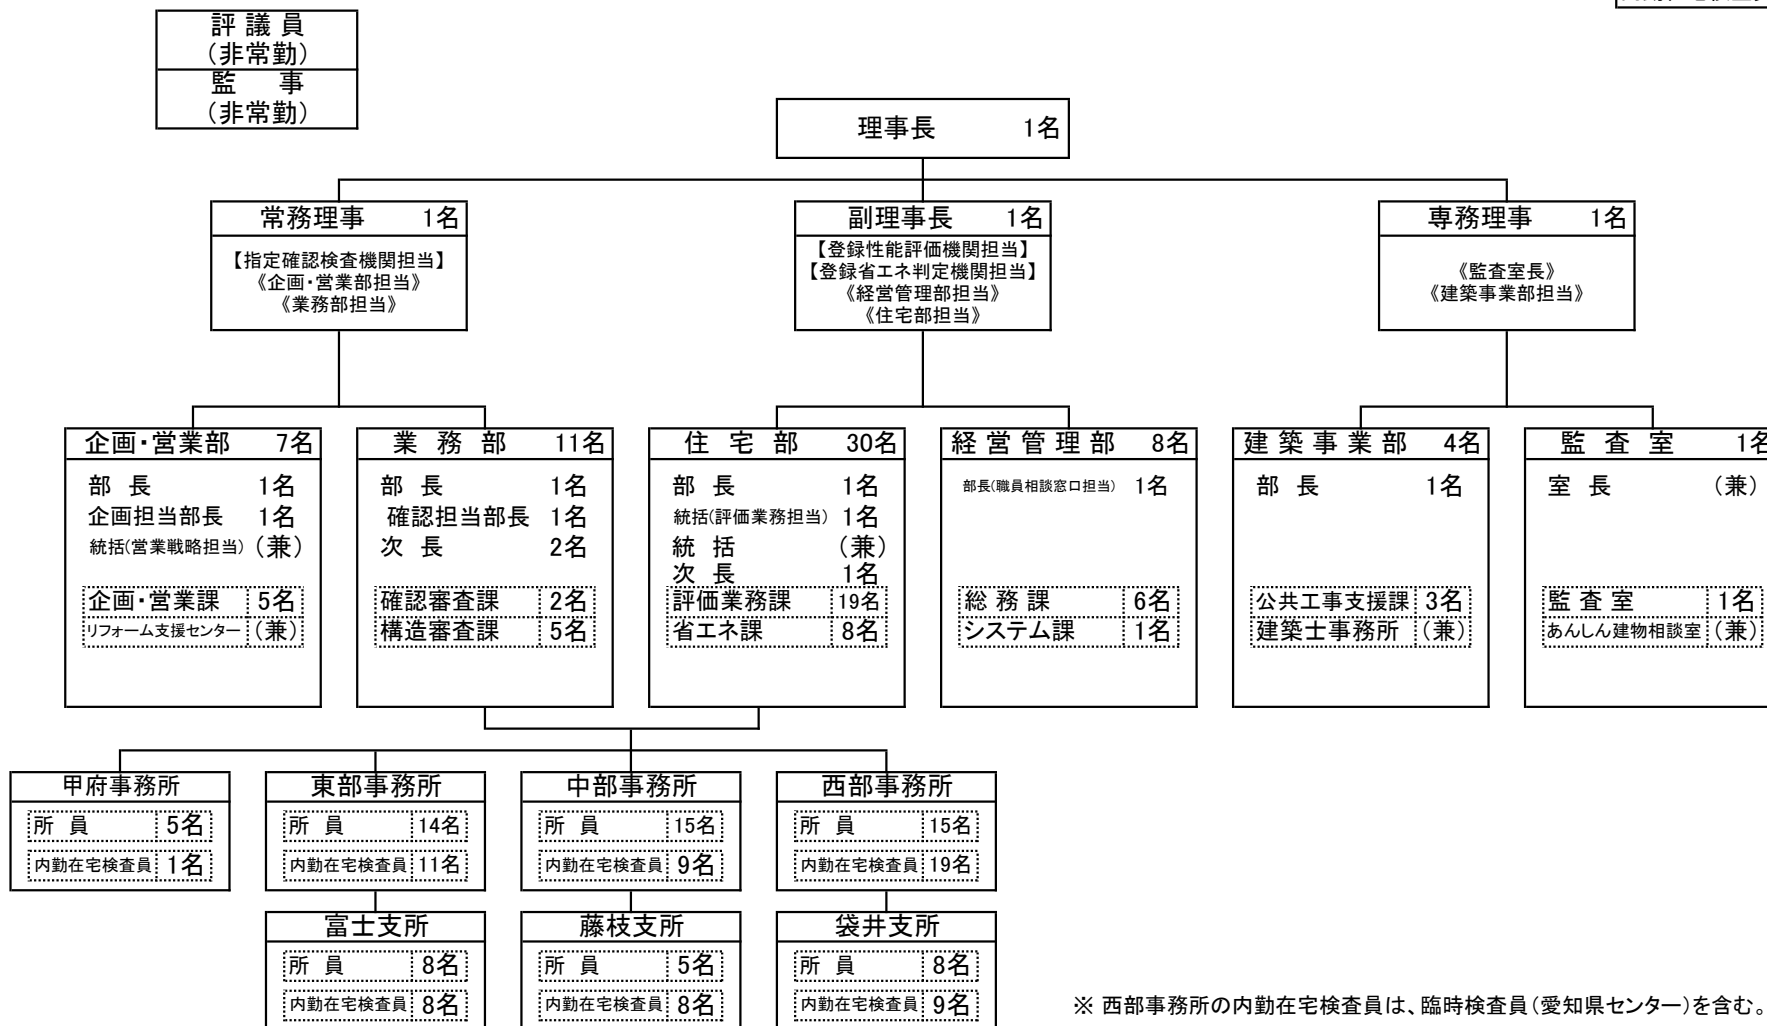 評議員
(非常勤)
監　事
(非常勤)
理事長　1名
常務理事　1名
【指定確認検査機関担当】
《企画・営業部担当》
《業務部担当》
副理事長　1名
【登録性能評価機関担当】
【登録省エネ判定機関担当】
《経営管理部担当》
《住宅部担当》
専務理事　1名
《監査室長》
《建築事業部担当》
企画・営業部　7名
部 長　1名
企画担当部長　1名
統括(営業戦略担当)（兼）
企画・営業課　5名
リフォーム支援センター（兼）
業 務 部　11名
部 長　1名
確認担当部長　1名
次 長　2名
確認審査課　2名
構造審査課　5名
住 宅 部　30名
部 長　1名
統括(評価業務担当)　1名
統 括　（兼）
次 長　1名
評価業務課　19名
省エネ課　8名
経 営 管 理 部　8名
部長(職員相談窓口担当)　1名
総 務 課　6名
システム課　1名
建 築 事 業 部　4名
部 長　1名
公共工事支援課　3名
建築士事務所　（兼）
監 査 室　1名
室 長　（兼）
監 査 室　1名
あんしん建物相談室（兼）
甲府事務所
所 員　5名
内勤在宅検査員　1名
東部事務所
所 員　14名
内勤在宅検査員　11名
中部事務所
所 員　15名
内勤在宅検査員　9名
西部事務所
所 員　15名
内勤在宅検査員　19名
富士支所
所 員　8名
内勤在宅検査員　8名
藤枝支所
所 員　5名
内勤在宅検査員　8名
袋井支所
所 員　8名
内勤在宅検査員　9名
※ 西部事務所の内勤在宅検査員は、臨時検査員(愛知県センター)を含む。